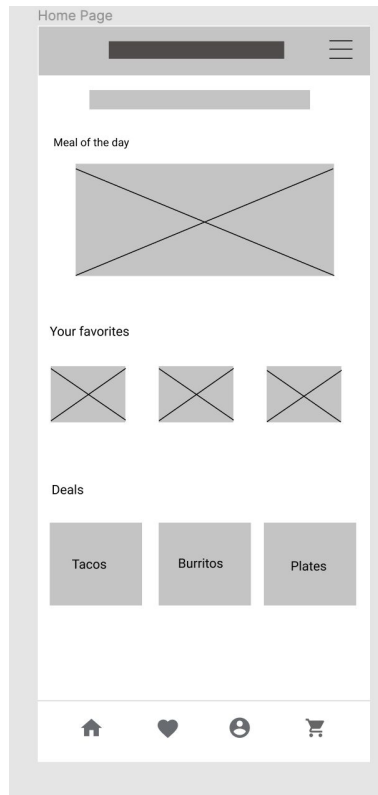 Home Page
Meal of the day
Your favorites
Deals
Tacos
Burritos
Plates